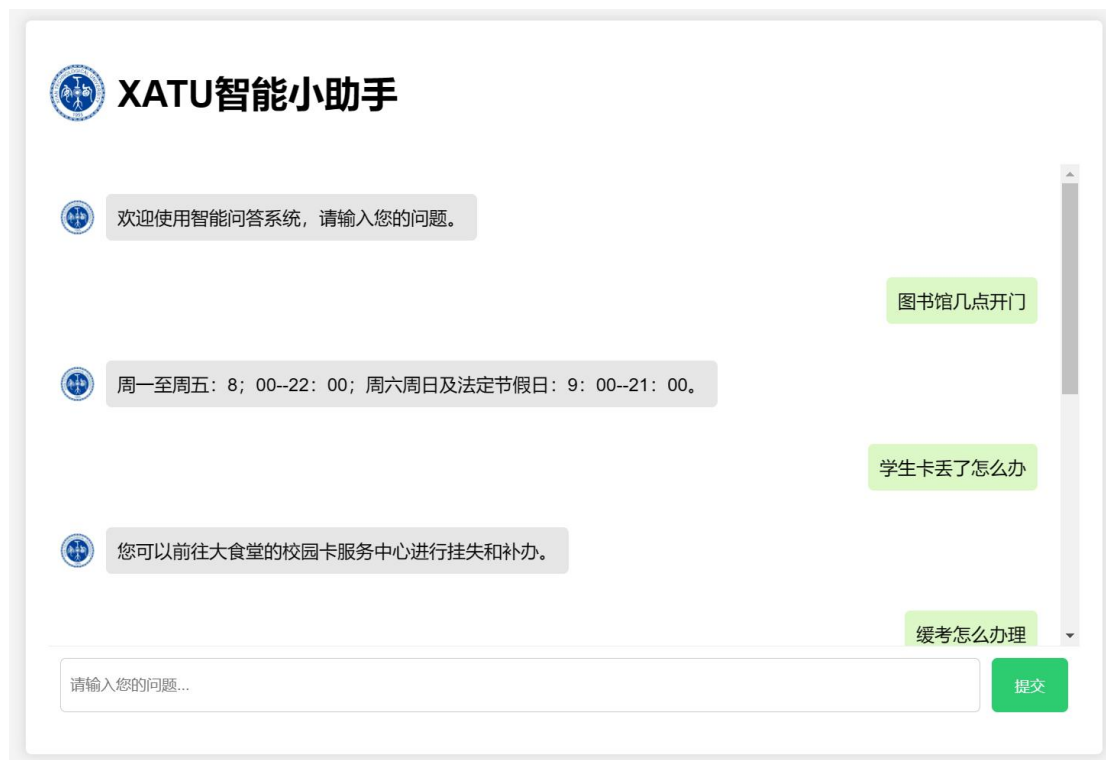 XATU智能小助手
欢迎使用智能问答系统，请输入您的问题。
图书馆几点开门
周一至周五：8；00--22：00；周六周日及法定节假日：9：00--21：00。
学生卡丢了怎么办
您可以前往大食堂的校园卡服务中心进行挂失和补办。
缓考怎么办理
请输入您的问题...
提交